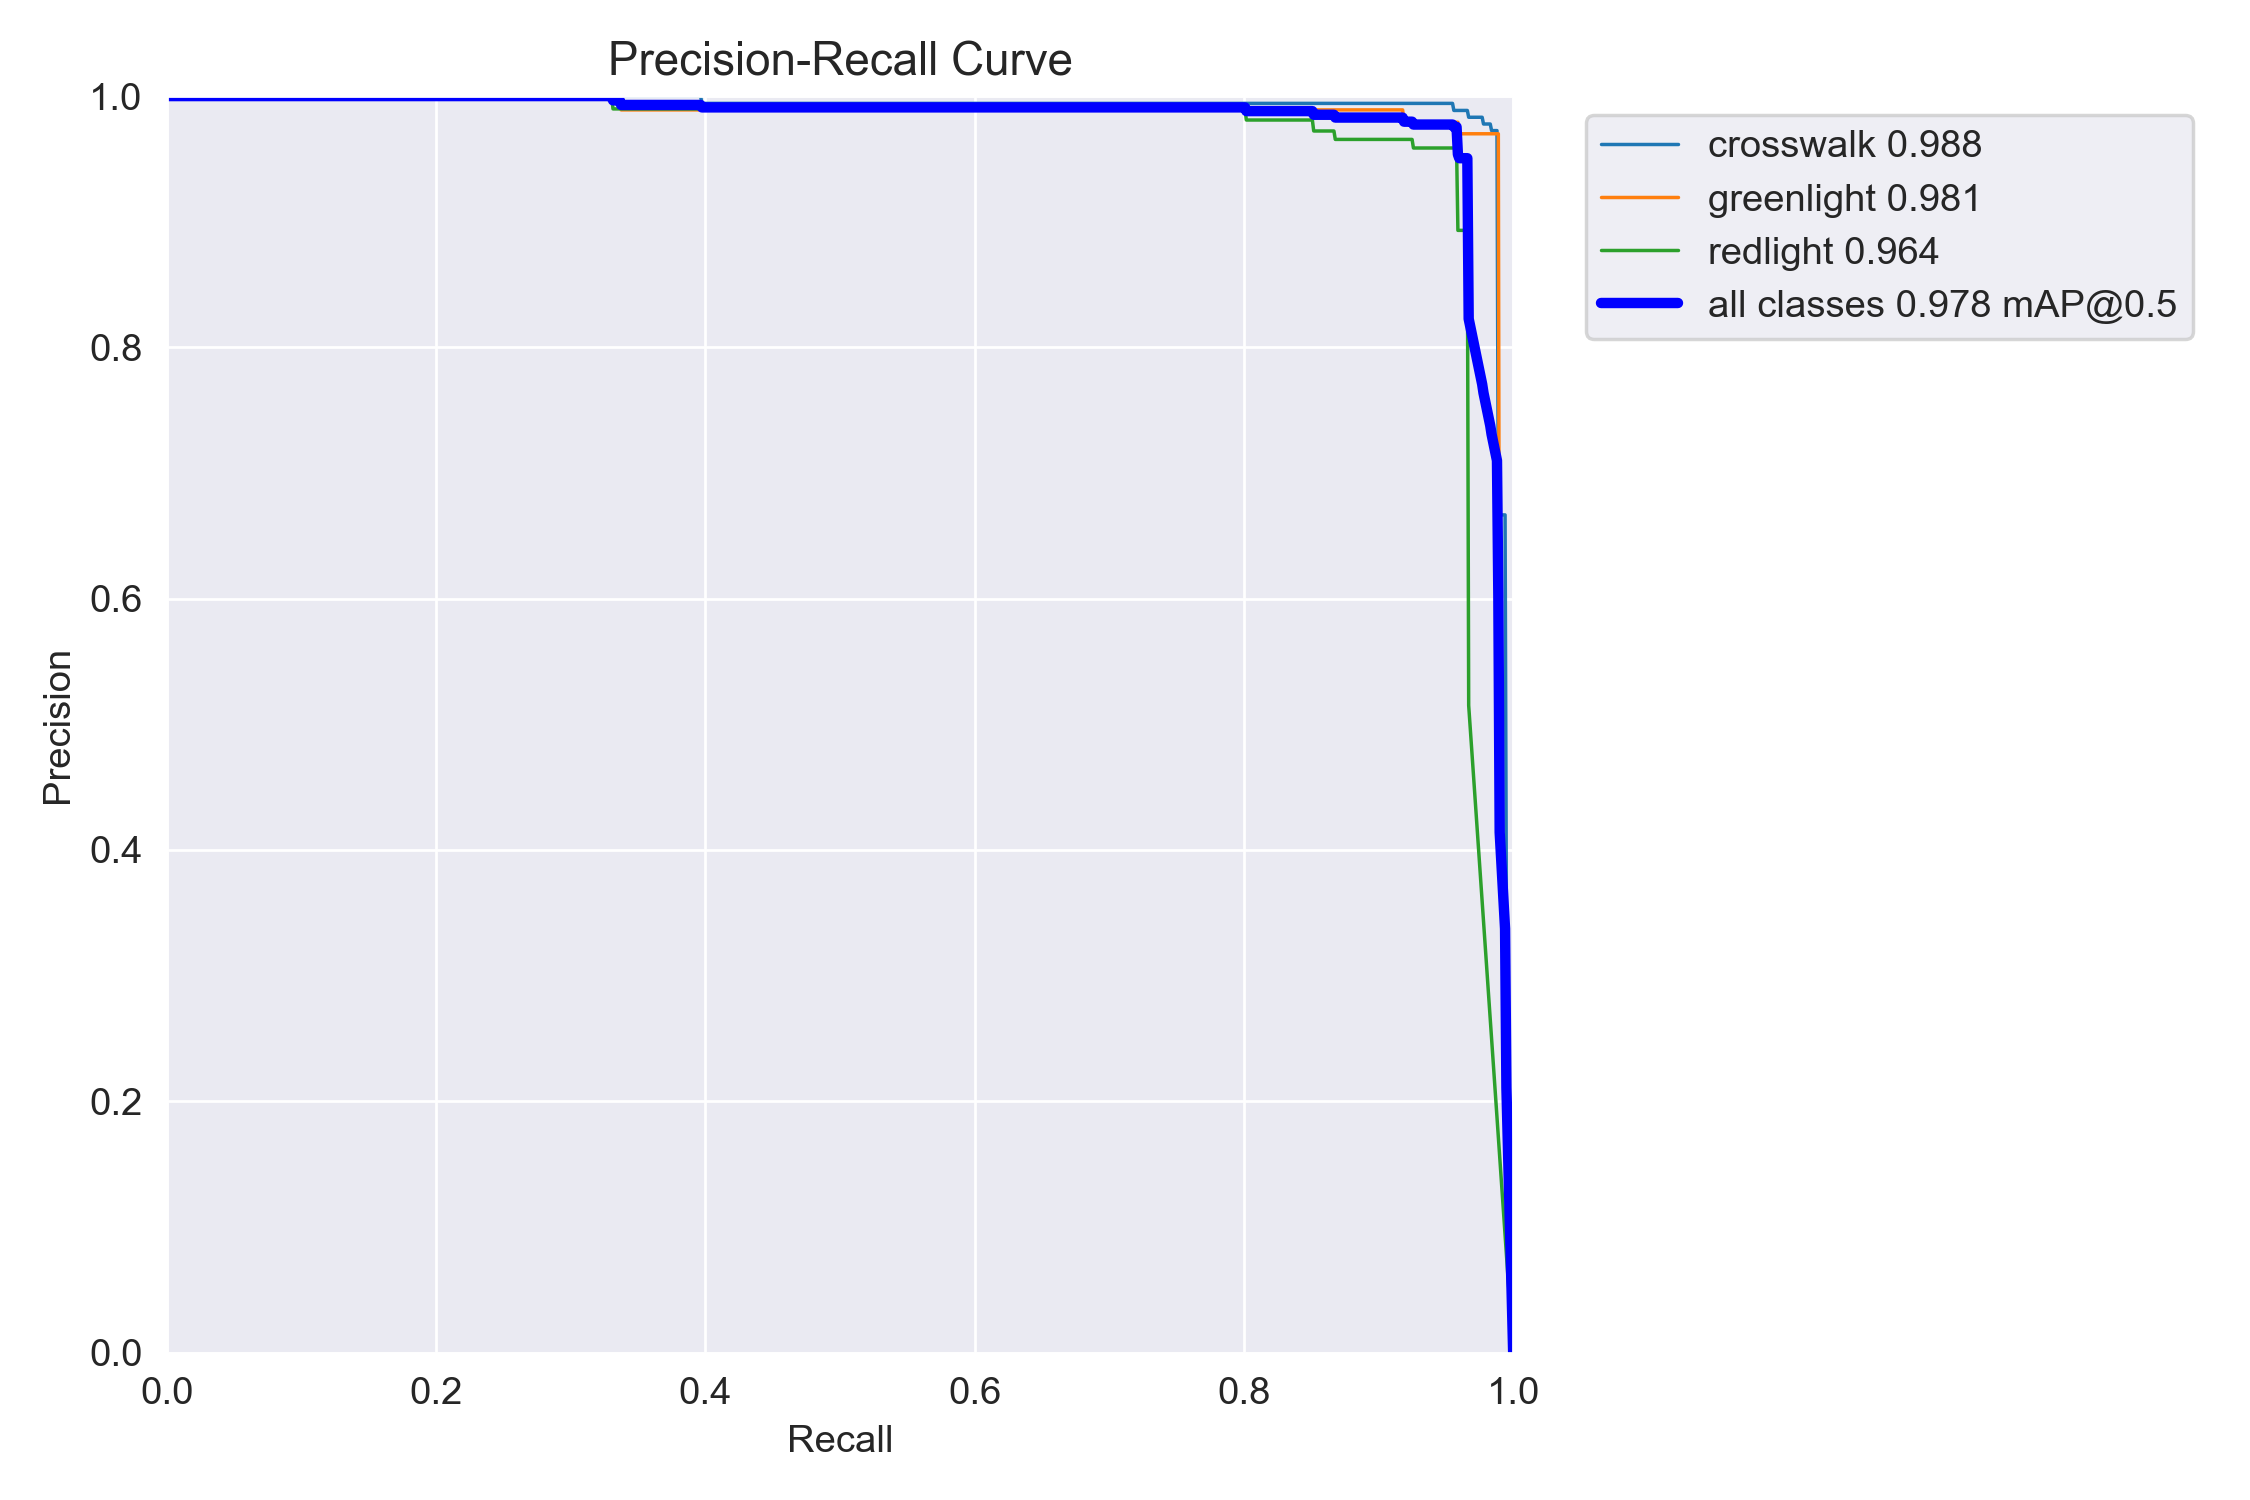 Precision-Recall Curve
1.0
0.8
0.6
0.4
0.2
0.0
Precision
0.0 0.2 0.4 0.6 0.8 1.0
Recall
crosswalk 0.988
greenlight 0.981
redlight 0.964
all classes 0.978 mAP@0.5